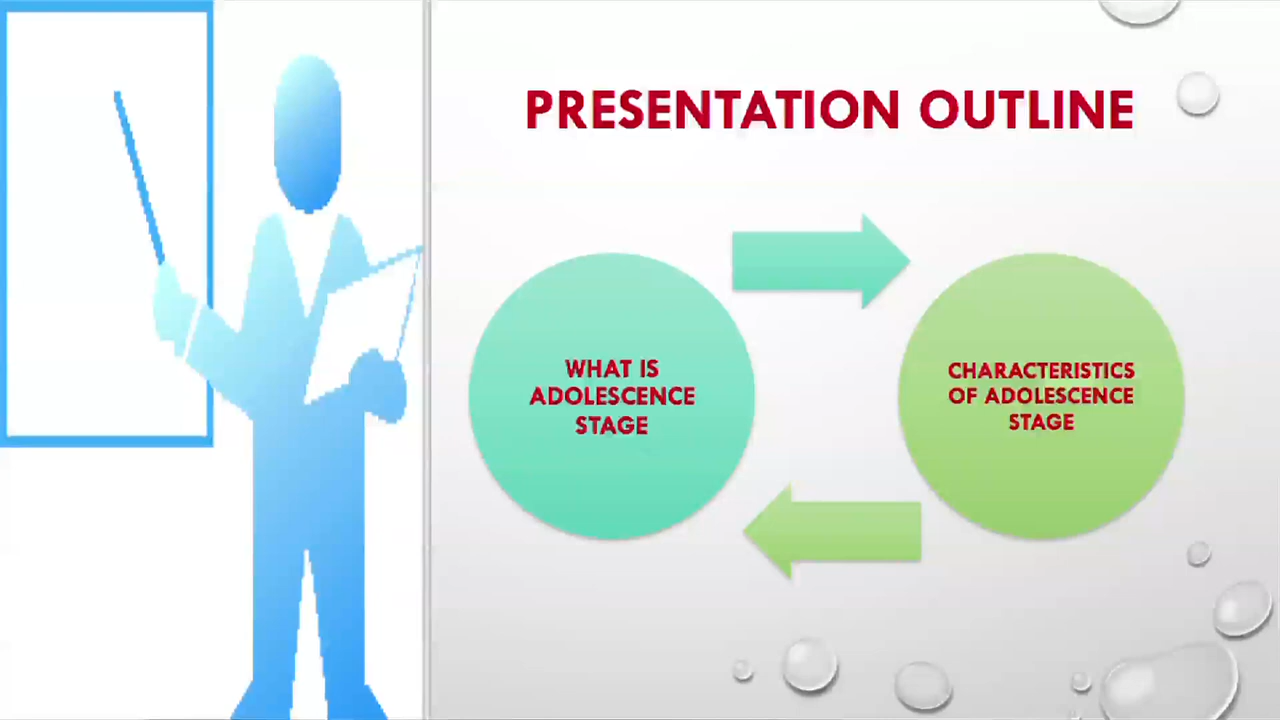 PRESENTATION OUTLINE
WHAT IS
ADOLESCENCE
STAGE
CHARACTERISTICS
OF ADOLESCENCE
STAGE